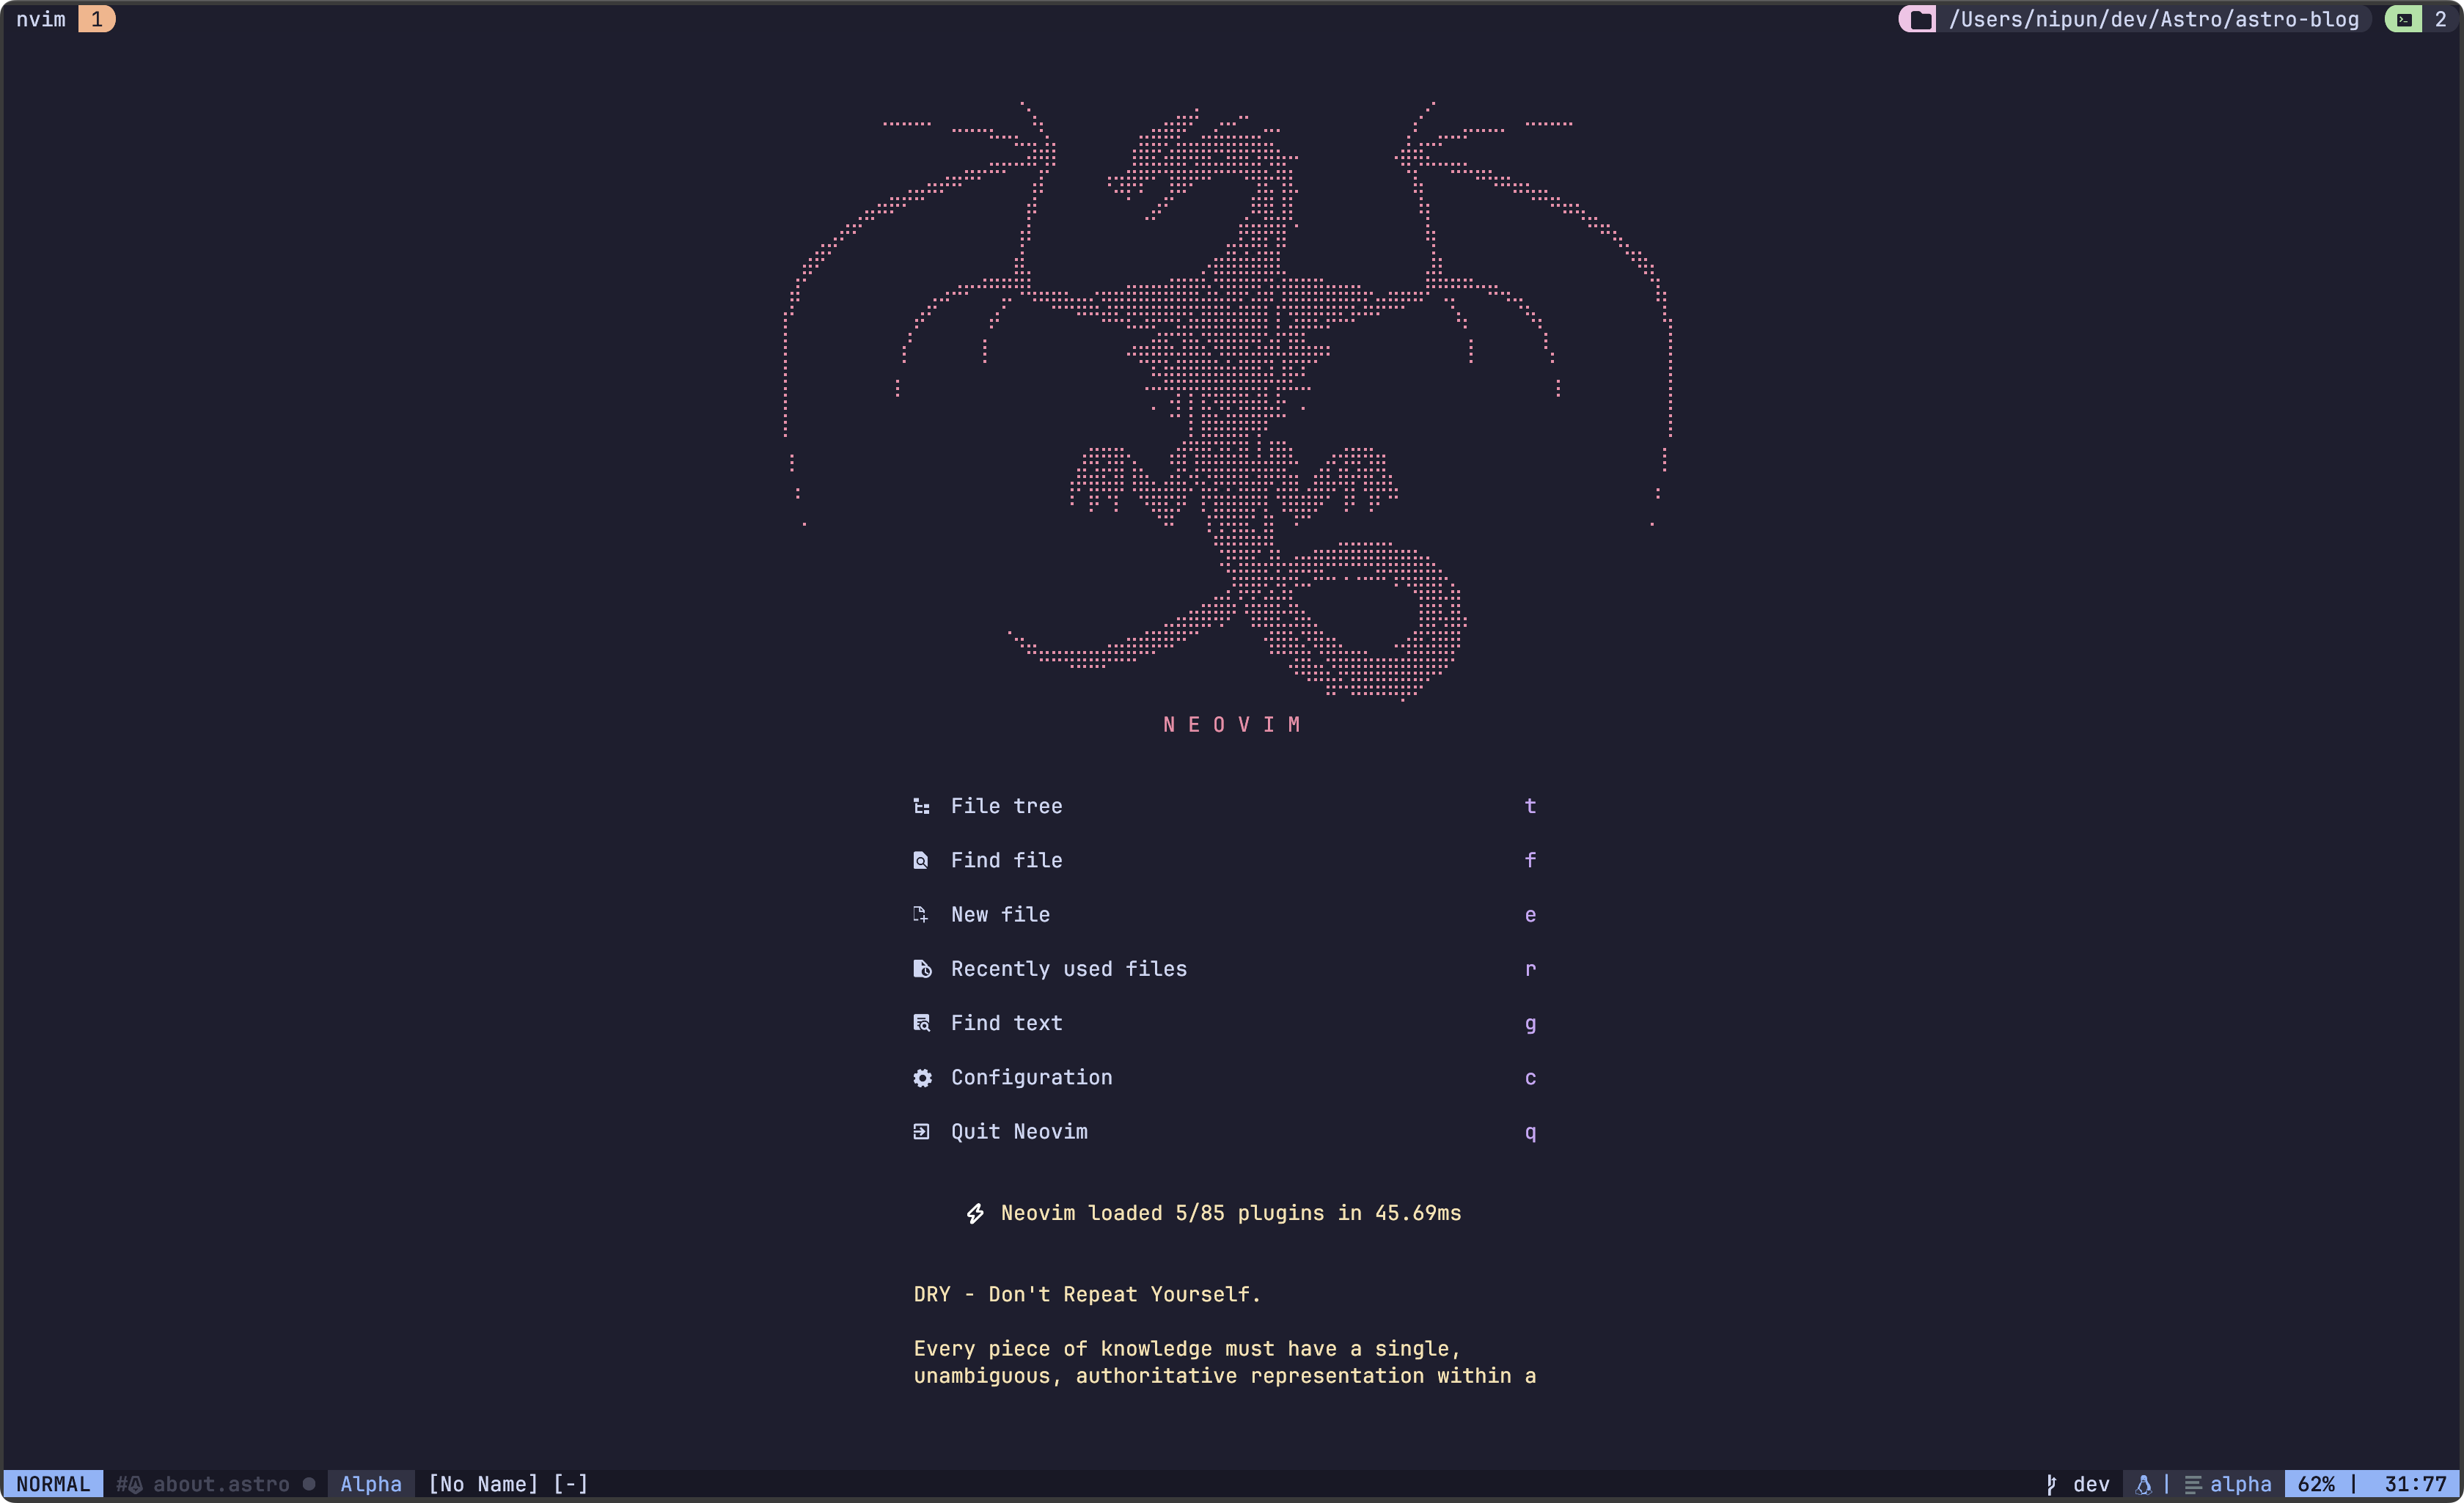 nvim 1 /Users/nipun/dev/Astro/astro-blog 2
N E O V I M
File tree t
Find file f
New file e
Recently used files r
Find text g
Configuration c
Quit Neovim q
Neovim loaded 5/85 plugins in 45.69ms
DRY - Don't Repeat Yourself.
Every piece of knowledge must have a single,
unambiguous, authoritative representation within a
NORMAL # about.astro ● Alpha [No Name] [-] dev | alpha 62% | 31:77